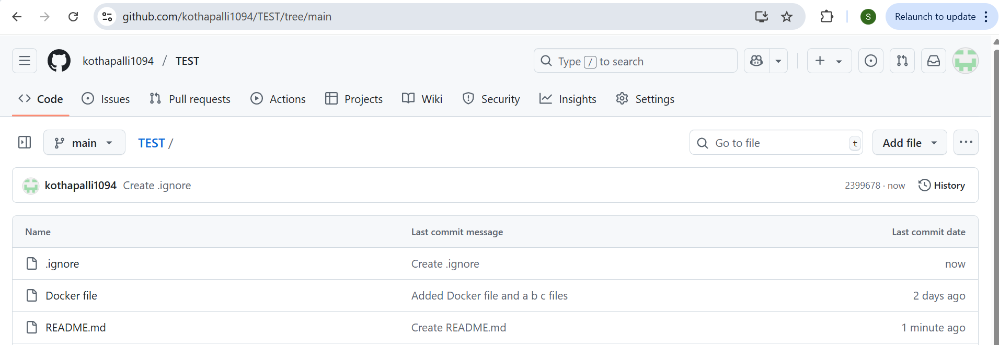 github.com/kothapalli1094/TEST/tree/main S Relaunch to update
kothapalli1094 / TEST Type / to search
Code Issues Pull requests Actions Projects Wiki Security Insights Settings
main TEST / Go to file t Add file
kothapalli1094 Create .ignore 2399678 · now History
Name Last commit message Last commit date
.ignore Create .ignore now
Docker file Added Docker file and a b c files 2 days ago
README.md Create README.md 1 minute ago